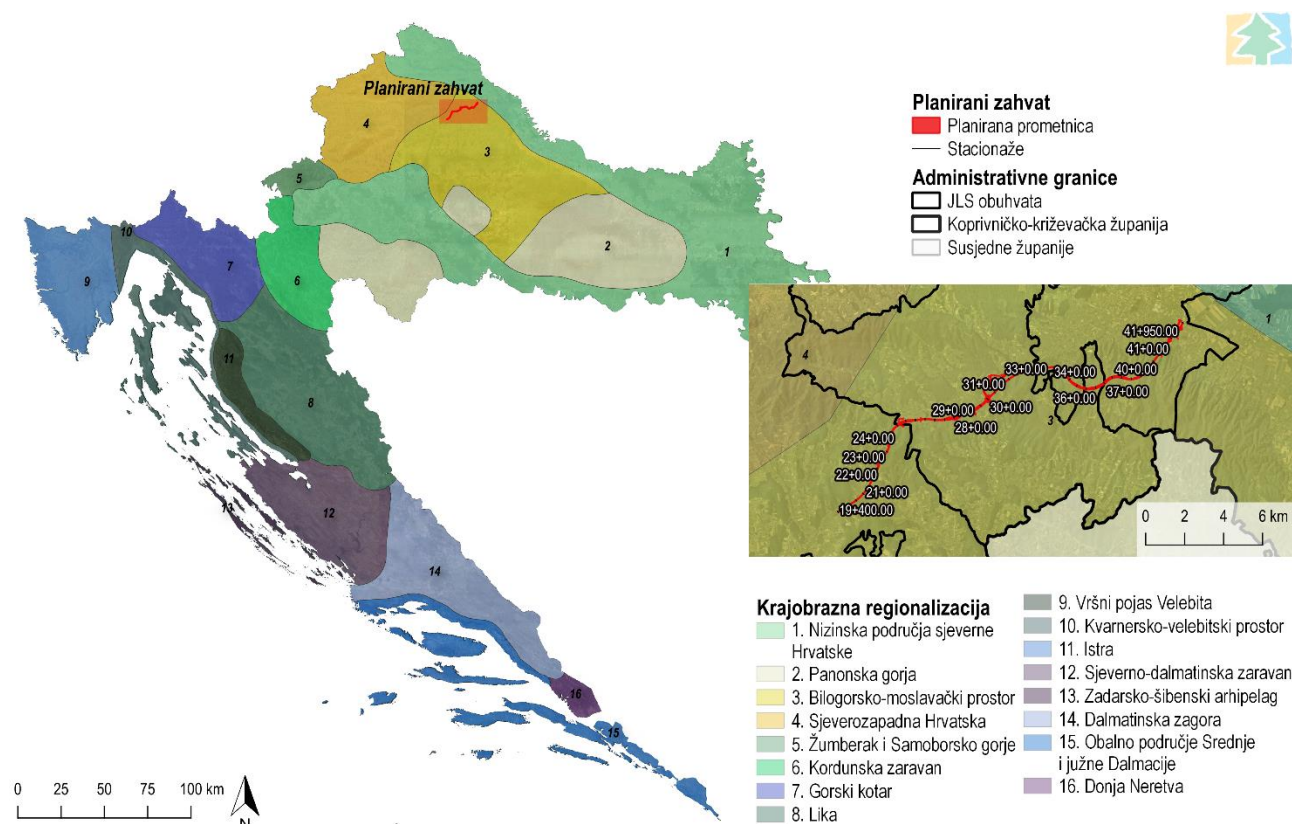 Planirani zahvat
4
3
5
2
1
10
9
7
6
11
8
12
13
14
16
15
0 25 50 100 km
N
Planirani zahvat
Planirana prometnica
Stacionaže
Administrativne granice
JLS obuhvata
Koprivničko-križevačka županija
Susjedne županije
1
4
41+950.00
41+0.00
33+0.00
34+0.00
40+0.00
31+0.00
36+0.00
37+0.00
30+0.00
29+0.00
28+0.00
3
24+0.00
23+0.00
22+0.00
21+0.00
19+400.00
0 2 4 6 km
Krajobrazna regionalizacija
1. Nizinska područja sjeverne
Hrvatske
2. Panonska gorja
3. Bilogorsko-moslavački prostor
4. Sjeverozapadna Hrvatska
5. Žumberak i Samoborsko gorje
6. Kordunska zaravan
7. Gorski kotar
8. Lika
9. Vršni pojas Velebita
10. Kvarnersko-velebitski prostor
11. Istra
12. Sjeverno-dalmatinska zaravan
13. Zadarsko-šibenski arhipelag
14. Dalmatinska zagora
15. Obalno područje Srednje
i južne Dalmacije
16. Donja Neretva